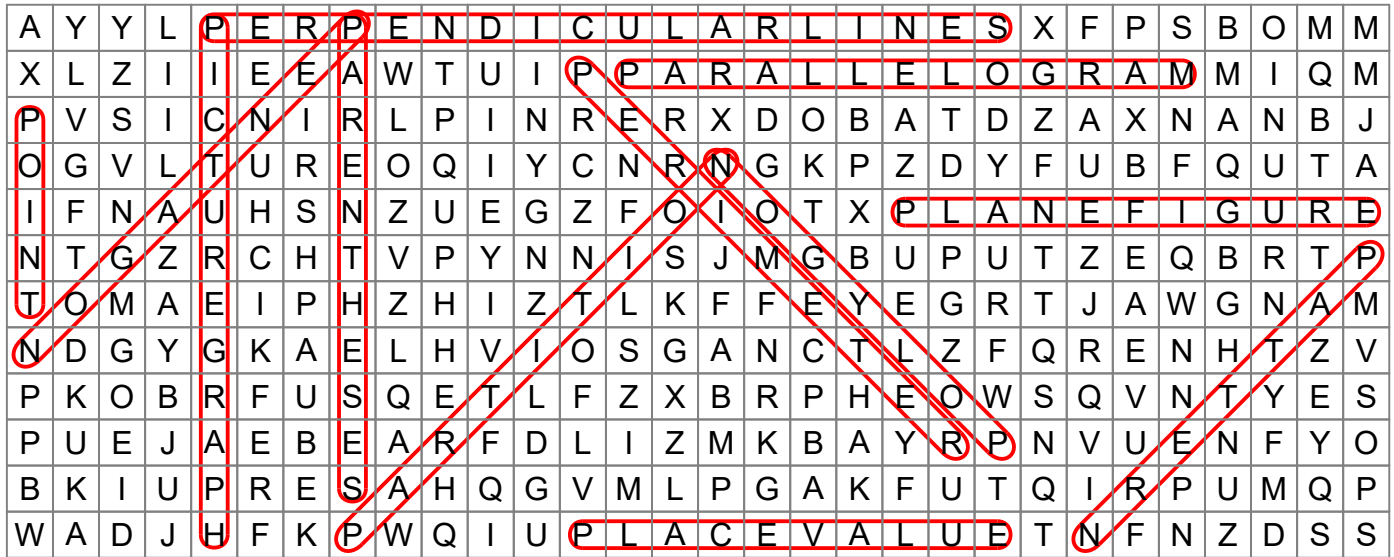 A Y Y L P E R P E N D I C U L A R L I N E S X F P S B O M M
X L Z I I E E A W T U I P P A R A L L E L O G R A M M I Q M
P V S I C N I R L P I N R E R X D O B A T D Z A X N A N B J
O G V L T U R E O Q I Y C N R N G K P Z D Y F U B F Q U T A
I F N A U H S N Z U E G Z F O I O T X P L A N E F I G U R E
N T G Z R C H T V P Y N N I S J M G B U P U T Z E Q B R T P
T O M A E I P H Z H I Z T L K F F E Y E G R T J A W G N A M
N D G Y G K A E L H V I O S G A N C T L Z F Q R E N H T Z V
P K O B R F U S Q E T L F Z X B R P H E O W S Q V N T Y E S
P U E J A E B E A R F D L I Z M K B A Y R P N V U E N F Y O
B K I U P R E S A H Q G V M L P G A K F U T Q I R P U M Q P
W A D J H F K P W Q I U P L A C E V A L U E T N F N Z D S S